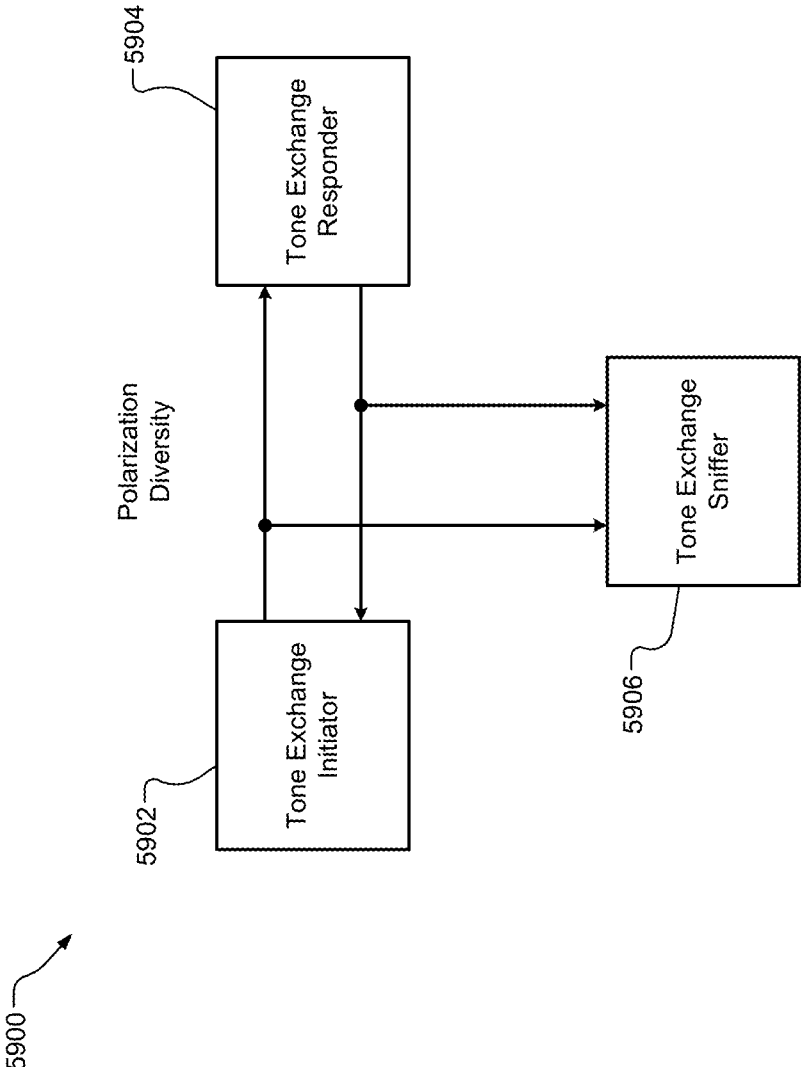 5900
Polarization
Diversity
5902
Tone Exchange
Initiator
5904
Tone Exchange
Responder
5906
Tone Exchange
Sniffer